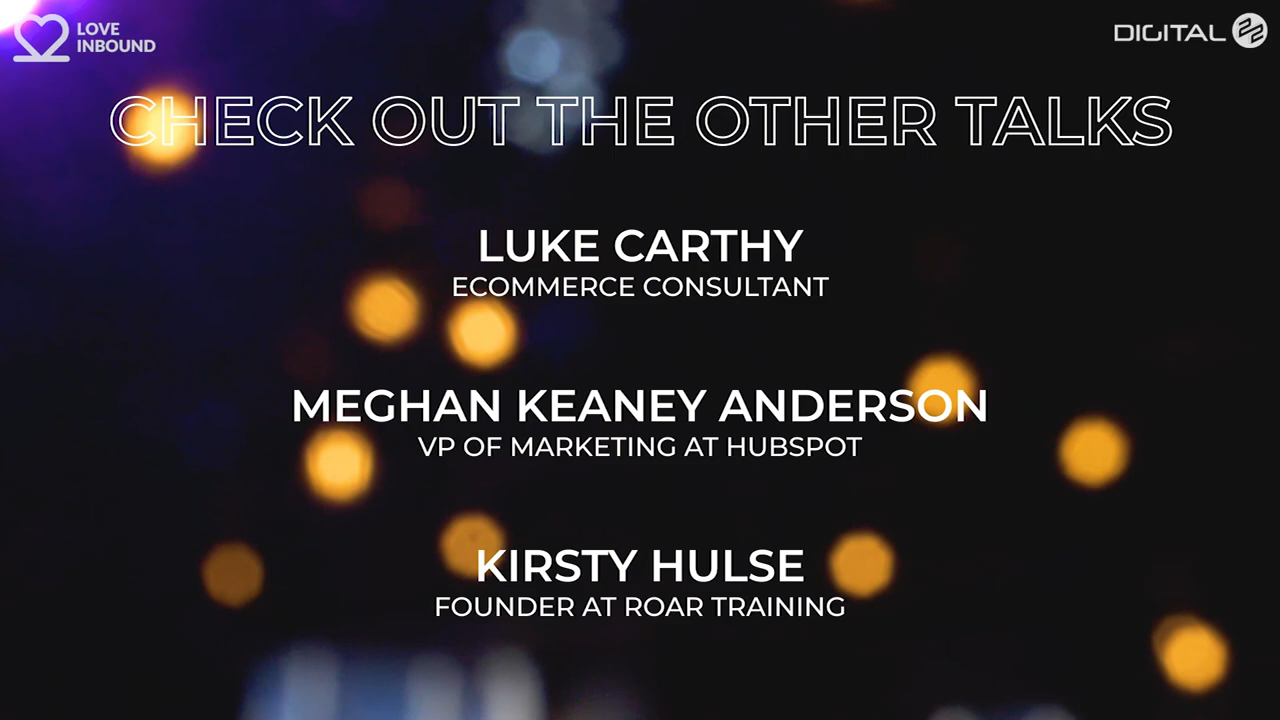 LOVE
INBOUND
DIGITAL 22
CHECK OUT THE OTHER TALKS
LUKE CARTHY
ECOMMERCE CONSULTANT
MEGHAN KEANEY ANDERSON
VP OF MARKETING AT HUBSPOT
KIRSTY HULSE
FOUNDER AT ROAR TRAINING